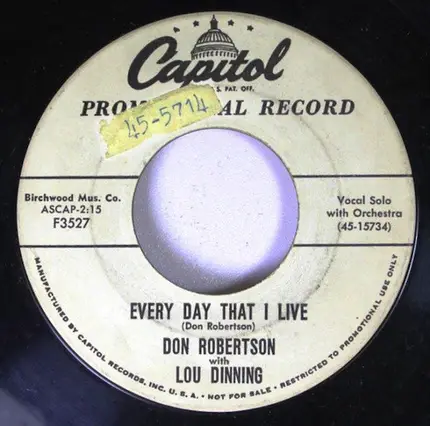 Capitol
S. PAT. OFF.
PROM AL RECORD
45-5714
Birchwood Mus. Co.
ASCAP-2:15
F3527
Vocal Solo
with Orchestra
(45-15734)
EVERY DAY THAT I LIVE
(Don Robertson)
DON ROBERTSON
with
LOU DINNING
MANUFACTURED BY CAPITOL RECORDS, INC. U. S. A. • NOT FOR SALE • RESTRICTED TO PROMOTIONAL USE ONLY